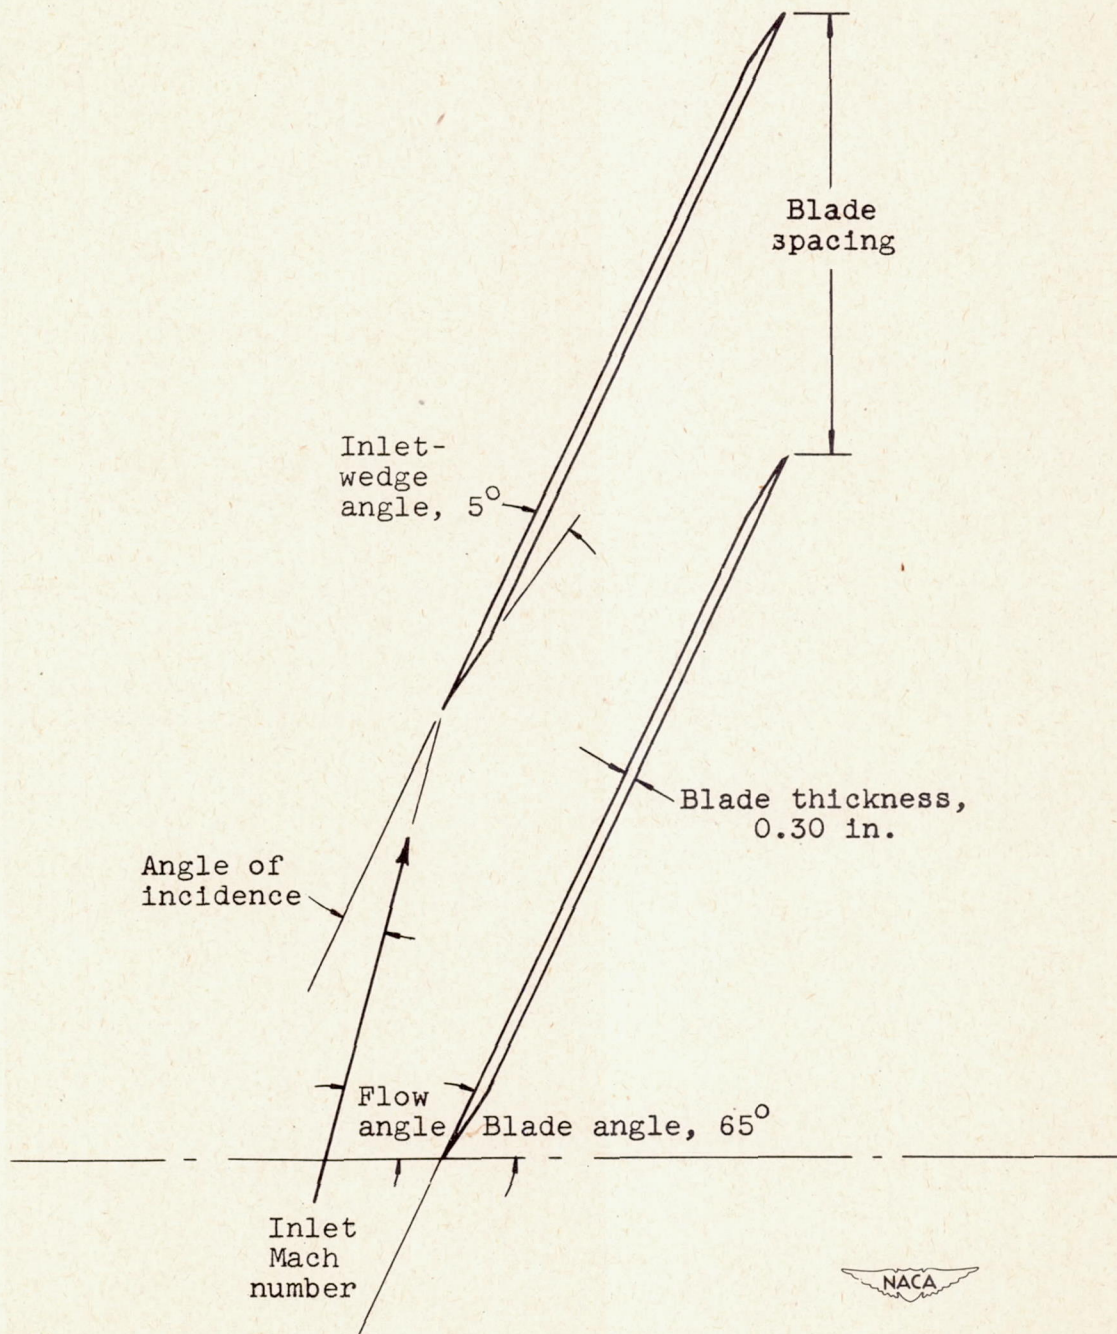 Blade
spacing
Inlet-
wedge
angle, 5°
Blade thickness,
0.30 in.
Angle of
incidence
Flow
angle
Blade angle, 65°
Inlet
Mach
number
NACA